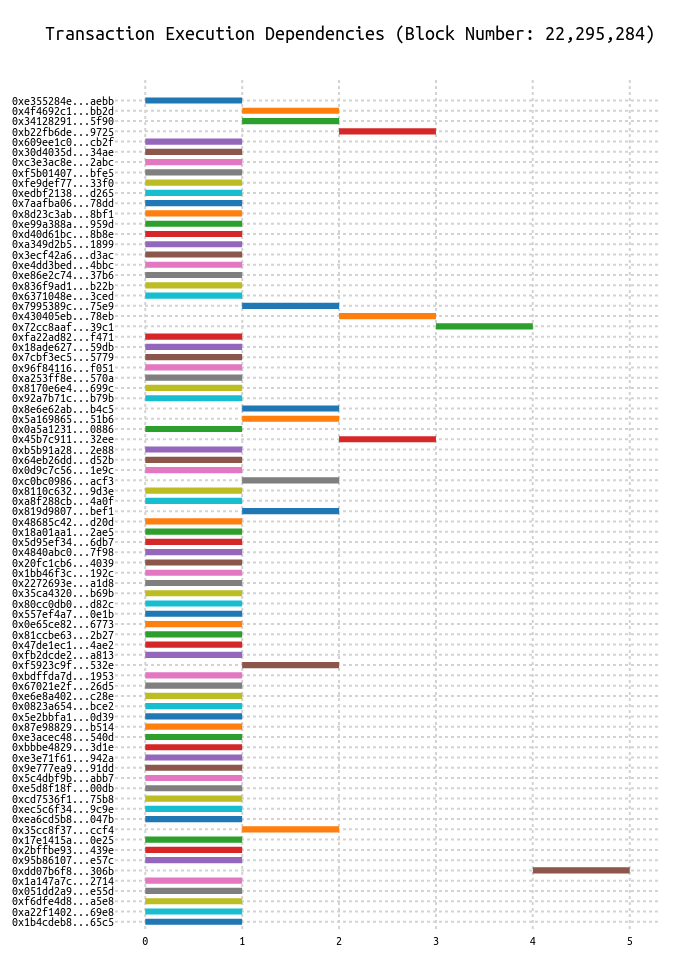 Transaction Execution Dependencies (Block Number: 22,295,284)
0xe355284e...aebb
0x4f4692c1...bb2d
0x34128291...5f90
0xb22fb6de...9725
0x609ee1c0...cb2f
0x30d4035d...34ae
0xc3e3ac8e...2abc
0xf5b01407...bfe5
0xfe9def77...33f0
0xedbf2138...d265
0x7aafba06...78dd
0x8d23c3ab...8bf1
0xe99a388a...959d
0xd40d61bc...8b8e
0xa349d2b5...1899
0x3ecf42a6...d3ac
0xe4dd3bed...4bbc
0xe86e2c74...37b6
0x836f9ad1...b22b
0x6371048e...3ced
0x7995389c...75e9
0x430405eb...78eb
0x72cc8aaf...39c1
0xfa22ad82...f471
0x18ade627...59db
0x7cbf3ec5...5779
0x96f84116...f051
0xa253ff8e...570a
0x8170e6e4...699c
0x92a7b71c...b79b
0x8e6e62ab...b4c5
0x5a169865...51b6
0x0a5a1231...0886
0x45b7c911...32ee
0xb5b91a28...2e88
0x64eb26dd...d52b
0x0d9c7c56...1e9c
0xc0bc0986...acf3
0x8110c632...9d3e
0xa8f288cb...4a0f
0x819d9807...bef1
0x48685c42...d20d
0x18a01aa1...2ae5
0x5d95ef34...6db7
0x4840abc0...7f98
0x20fc1cb6...4039
0x1bb46f3c...192c
0x2272693e...a1d8
0x35ca4320...b69b
0x80cc0db0...d82c
0x557ef4a7...0e1b
0x0e65ce82...6773
0x81ccbe63...2b27
0x47de1ec1...4ae2
0xfb2dcde2...a813
0xf5923c9f...532e
0xbdffda7d...1953
0x67021e2f...26d5
0xe6e8a402...c28e
0x0823a654...bce2
0x5e2bbfa1...0d39
0x87e98829...b514
0xe3acec48...540d
0xbbbe4829...3d1e
0xe3e71f61...942a
0x9e777ea9...91dd
0x5c4dbf9b...abb7
0xe5d8f18f...00db
0xcd7536f1...75b8
0xec5c6f34...9c9e
0xea6cd5b8...047b
0x35cc8f37...ccf4
0x17e1415a...0e25
0x2bffbe93...439e
0x95b86107...e57c
0xdd07b6f8...306b
0x1a147a7c...2714
0x051dd2a9...e55d
0xf6dfe4d8...a5e8
0xa22f1402...69e8
0x1b4cdeb8...65c5
0 1 2 3 4 5